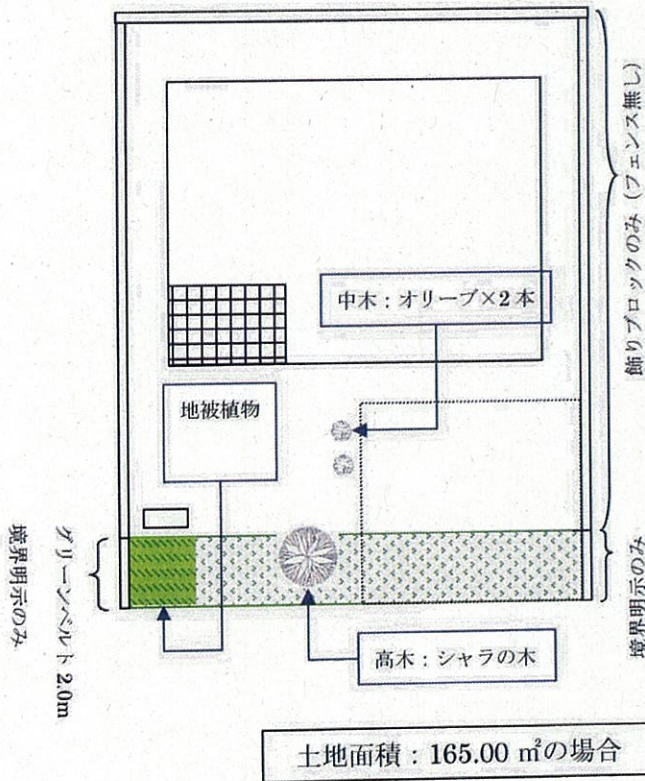 飾りブロックのみ（フェンス無し）
中木：オリーブ×2本
地被植物
グリーンベルト 2.0m
境界明示のみ
境界明示のみ
高木：シャラの木
土地面積：165.00 ㎡の場合